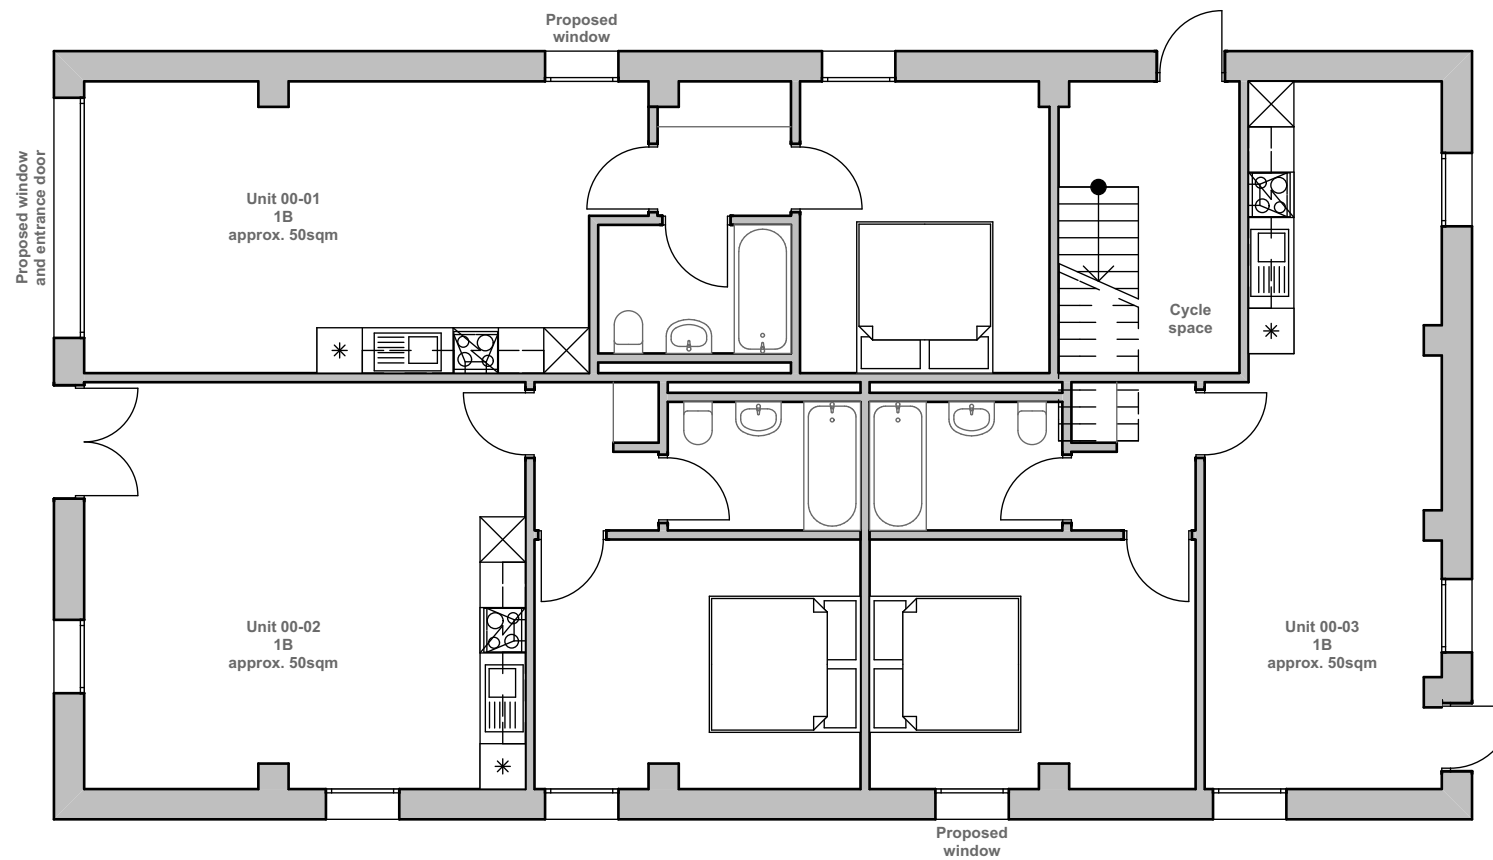 Proposed
window
Proposed window
and entrance door
Unit 00-01
1B
approx. 50sqm
Cycle
space
Unit 00-02
1B
approx. 50sqm
Unit 00-03
1B
approx. 50sqm
Proposed
window